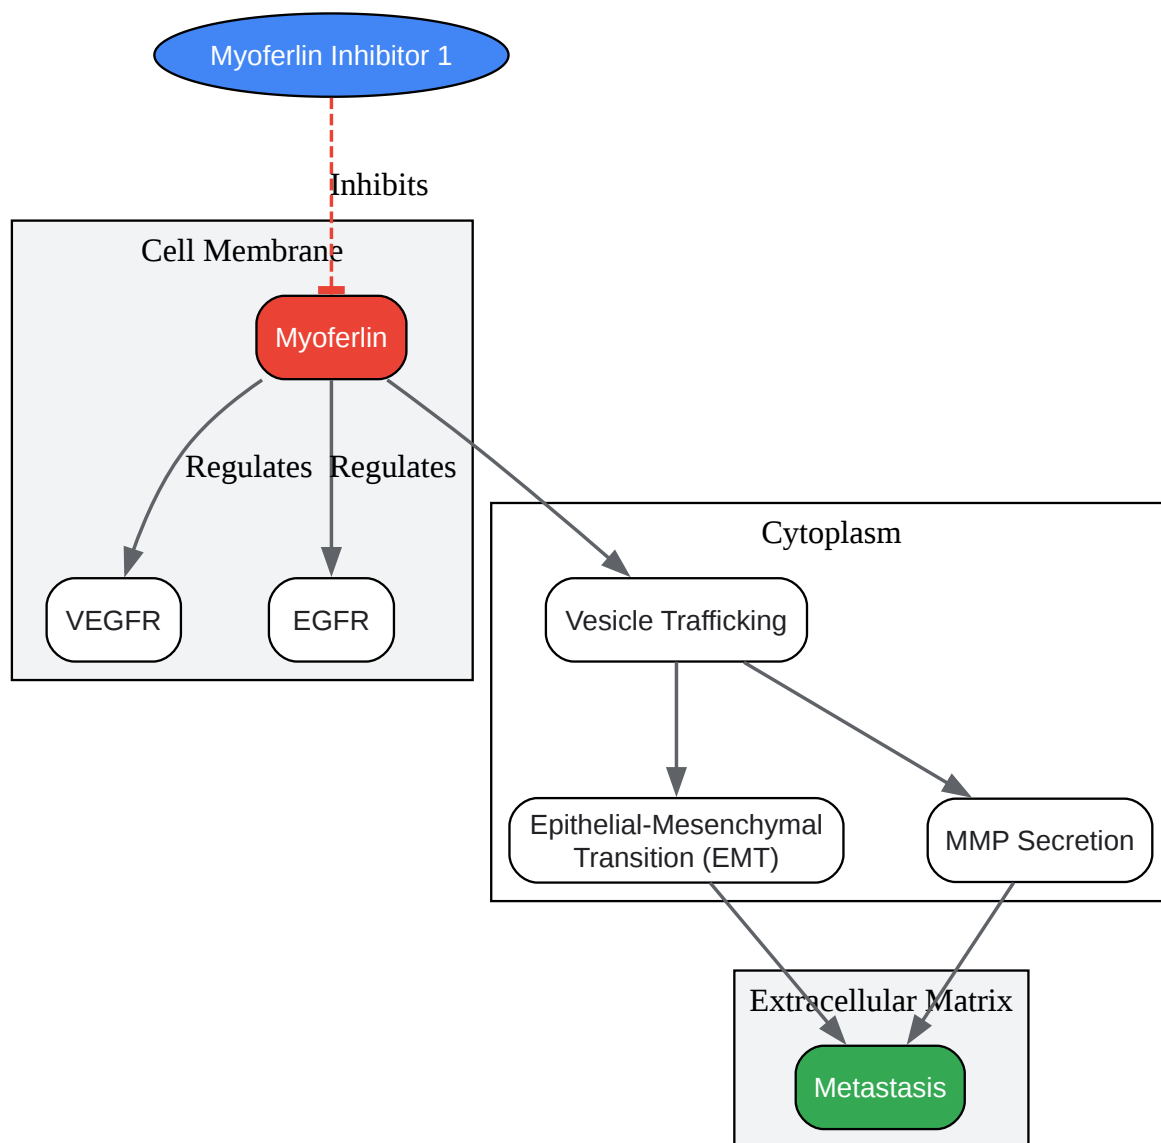 Myoferlin Inhibitor 1
Inhibits
Cell Membrane
Myoferlin
Regulates
Regulates
VEGFR
EGFR
Cytoplasm
Vesicle Trafficking
Epithelial-Mesenchymal
Transition (EMT)
MMP Secretion
Extracellular Matrix
Metastasis